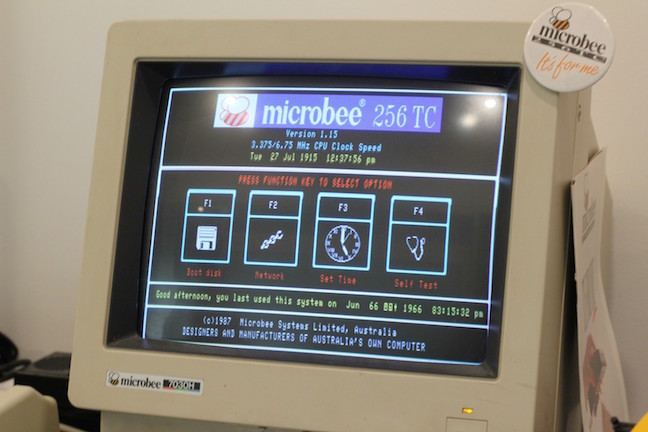 microbee
256TC
It's for me
microbee® 256 TC
Version 1.15
3.375/6.75 MHz CPU Clock Speed
Tue 27 Jul 1915 12:37:56 pm
PRESS FUNCTION KEY TO SELECT OPTION
F1 F2 F3 F4
Boot disk Network Set Time Self Test
Good afternoon, you last used this system on Jun 66 1966 83:15:32 pm
(c)1987 Microbee Systems Limited, Australia
DESIGNERS AND MANUFACTURERS OF AUSTRALIA'S OWN COMPUTER
microbee 7030H